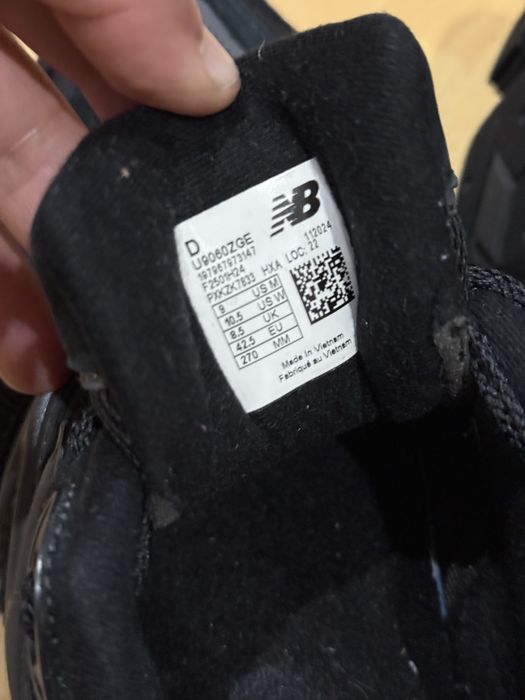 NB
D
U9060ZGE
197967973147
F2501H24
PXKZK7833 HXA
112024
LOC: 22
9 US M
10.5 US W
8.5 UK
42.5 EU
270 MM
Made in Vietnam
Fabriqué au Vietnam